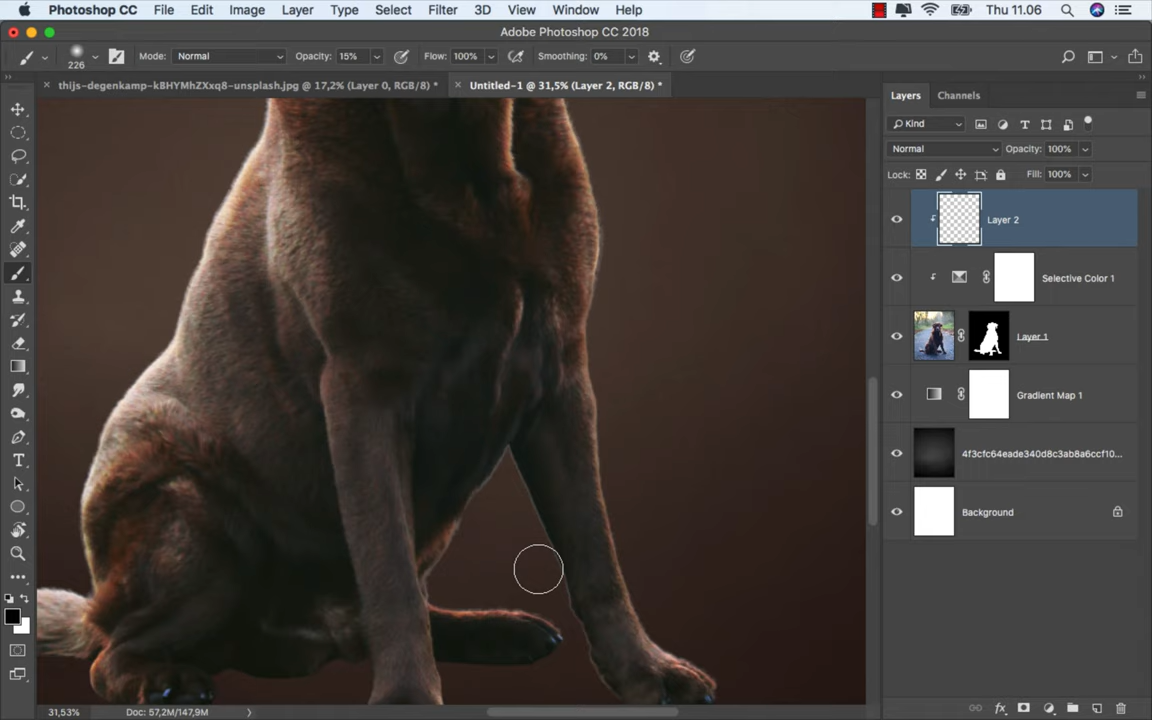 Photoshop CC File Edit Image Layer Type Select Filter 3D View Window Help Thu 11.06
Adobe Photoshop CC 2018
226 Mode: Normal Opacity: 15% Flow: 100% Smoothing: 0%
thijs-degenkamp-kBHYMhZXxq8-unsplash.jpg @ 17,2% (Layer 0, RGB/8) *
Untitled-1 @ 31,5% (Layer 2, RGB/8) *
Layers Channels
Kind
Normal Opacity: 100%
Lock: Fill: 100%
Layer 2
Selective Color 1
Layer 1
Gradient Map 1
4f3cfc64eade340d8c3ab8a6ccf10...
Background
31,53% Doc: 57,2M/147,9M